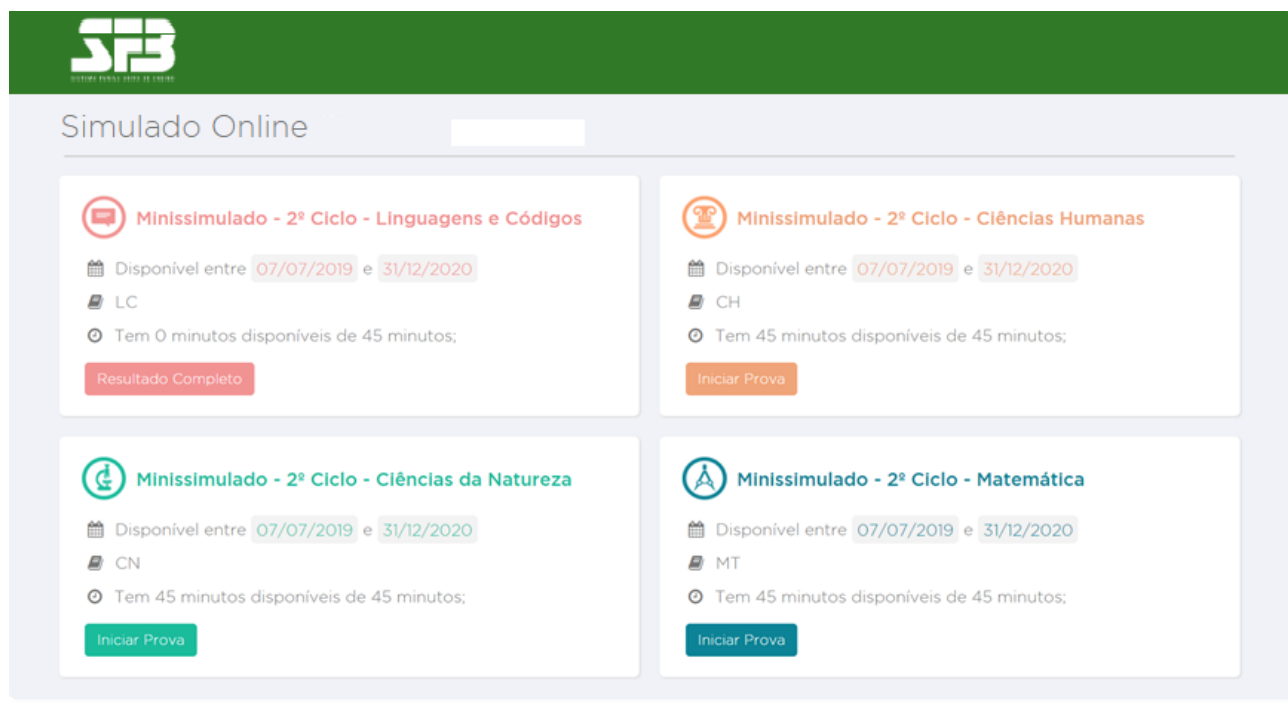 SFB
Simulado Online
Minissimulado - 2º Ciclo - Linguagens e Códigos
Disponível entre 07/07/2019 e 31/12/2020
LC
Tem 0 minutos disponíveis de 45 minutos;
Resultado Completo
Minissimulado - 2º Ciclo - Ciências Humanas
Disponível entre 07/07/2019 e 31/12/2020
CH
Tem 45 minutos disponíveis de 45 minutos;
Iniciar Prova
Minissimulado - 2º Ciclo - Ciências da Natureza
Disponível entre 07/07/2019 e 31/12/2020
CN
Tem 45 minutos disponíveis de 45 minutos;
Iniciar Prova
Minissimulado - 2º Ciclo - Matemática
Disponível entre 07/07/2019 e 31/12/2020
MT
Tem 45 minutos disponíveis de 45 minutos;
Iniciar Prova